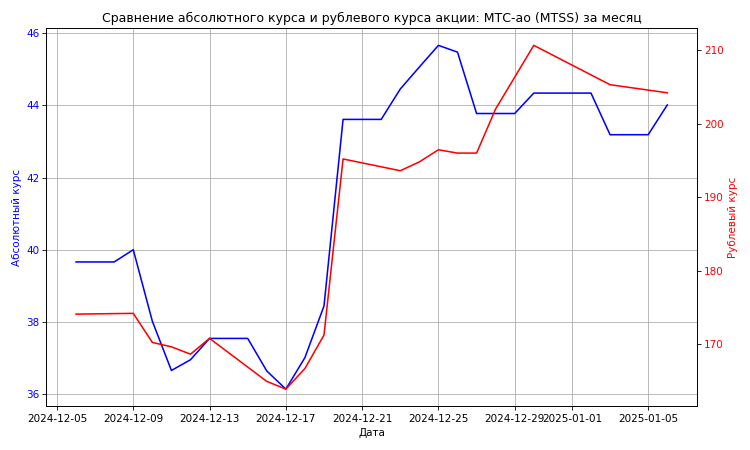 Сравнение абсолютного курса и рублевого курса акции: МТС-ао (MTSS) за месяц
46
44
42
40
38
36
Абсолютный курс
210
200
190
180
170
Рублевый курс
2024-12-05 2024-12-09 2024-12-13 2024-12-17 2024-12-21 2024-12-25 2024-12-29 2025-01-01 2025-01-05
Дата